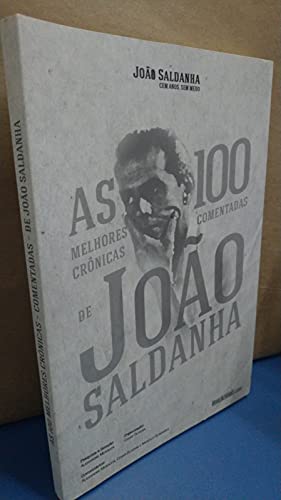 AS 100 MELHORES CRÔNICAS - COMENTADAS - DE JOÃO SALDANHA
JOÃO SALDANHA
CEM ANOS, SEM MEDO
AS 100
MELHORES
CRÔNICAS
COMENTADAS
DE JOÃO
SALDANHA